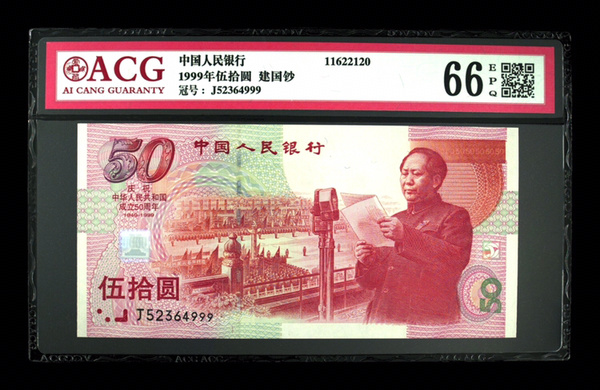 ACG
AI CANG GUARANTY
中国人民银行
11622120
1999年伍拾圆 建国钞
冠号: J52364999
66
EPQ
50
中国人民银行
庆祝
中华人民共和国
成立50周年
1949-1999
伍拾圆
J52364999
50